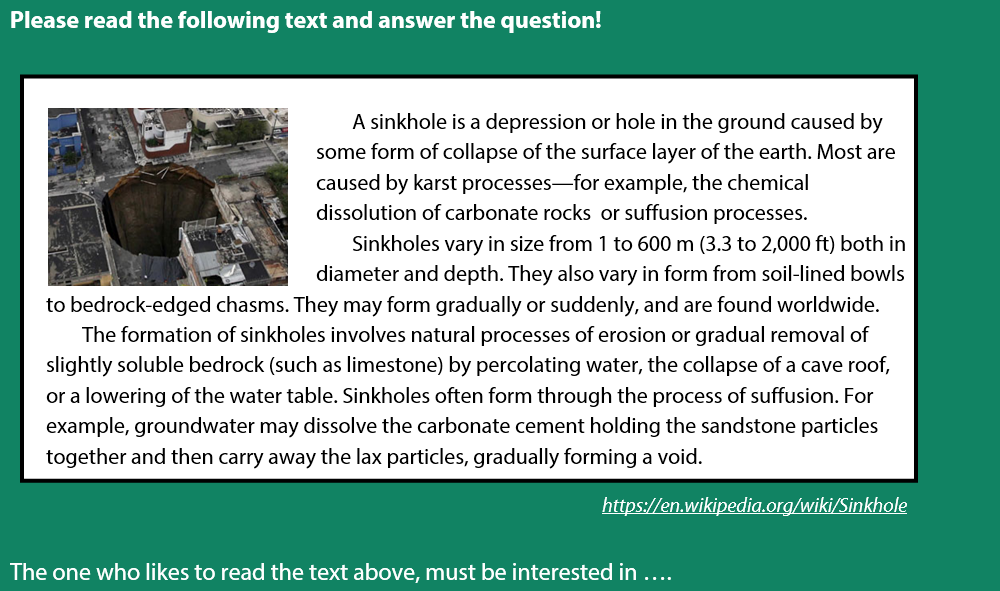 Please read the following text and answer the question!
A sinkhole is a depression or hole in the ground caused by
some form of collapse of the surface layer of the earth. Most are
caused by karst processes—for example, the chemical
dissolution of carbonate rocks or suffusion processes.
Sinkholes vary in size from 1 to 600 m (3.3 to 2,000 ft) both in
diameter and depth. They also vary in form from soil-lined bowls
to bedrock-edged chasms. They may form gradually or suddenly, and are found worldwide.
The formation of sinkholes involves natural processes of erosion or gradual removal of
slightly soluble bedrock (such as limestone) by percolating water, the collapse of a cave roof,
or a lowering of the water table. Sinkholes often form through the process of suffusion. For
example, groundwater may dissolve the carbonate cement holding the sandstone particles
together and then carry away the lax particles, gradually forming a void.
https://en.wikipedia.org/wiki/Sinkhole
The one who likes to read the text above, must be interested in ….